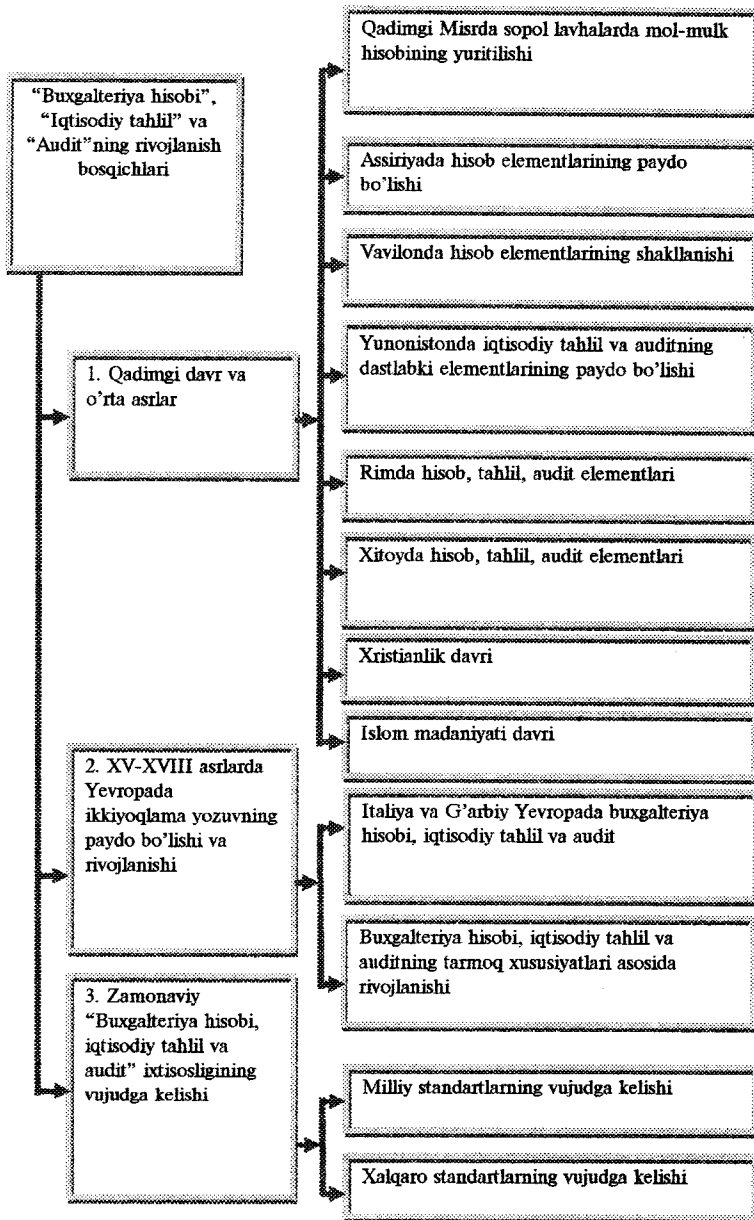 “Buxgalteriya hisobi”,
“Iqtisodiy tahlil” va
“Audit”ning rivojlanish
bosqichlari
1. Qadimgi davr va
o’rta asrlar
Qadimgi Misrda sopol lavhalarda mol-mulk
hisobining yuritilishi
Assiriyada hisob elementlarining paydo
bo’lishi
Vavilonda hisob elementlarining shakllanishi
Yunonistonda iqtisodiy tahlil va auditning
dastlabki elementlarining paydo bo’lishi
Rimda hisob, tahlil, audit elementlari
Xitoyda hisob, tahlil, audit elementlari
Xristianlik davri
Islom madaniyati davri
2. XV-XVIII asrlarda
Yevropada
ikkiyoqlama yozuvning
paydo bo’lishi va
rivojlanishi
Italiya va G’arbiy Yevropada buxgalteriya
hisobi, iqtisodiy tahlil va audit
Buxgalteriya hisobi, iqtisodiy tahlil va
auditning tarmoq xususiyatlari asosida
rivojlanishi
3. Zamonaviy
“Buxgalteriya hisobi,
iqtisodiy tahlil va
audit” ixtisosligining
vujudga kelishi
Milliy standartlarning vujudga kelishi
Xalqaro standartlarning vujudga kelishi